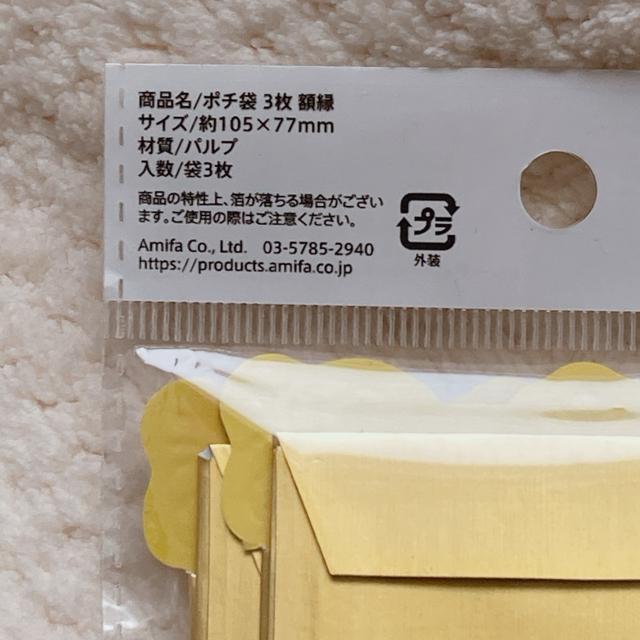 商品名/ポチ袋 3枚 額縁
サイズ/約105×77mm
材質/パルプ
入数/袋3枚
商品の特性上、箔が落ちる場合がござい
ます。ご使用の際はご注意ください。
Amifa Co., Ltd. 03-5785-2940
https://products.amifa.co.jp
プラ
外装